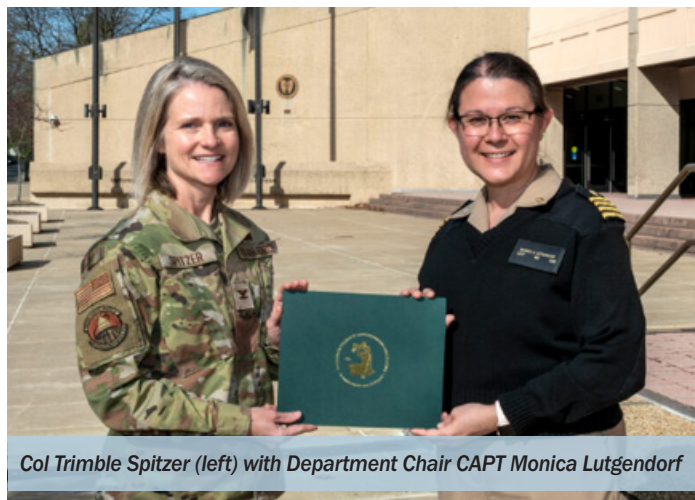 SPITZER
Col Trimble Spitzer (left) with Department Chair CAPT Monica Lutgendorf